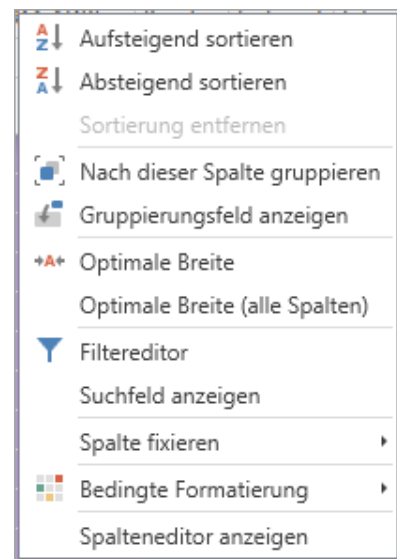 Aufsteigend sortieren
Absteigend sortieren
Sortierung entfernen
Nach dieser Spalte gruppieren
Gruppierungsfeld anzeigen
Optimale Breite
Optimale Breite (alle Spalten)
Filtereditor
Suchfeld anzeigen
Spalte fixieren
Bedingte Formatierung
Spalteneditor anzeigen